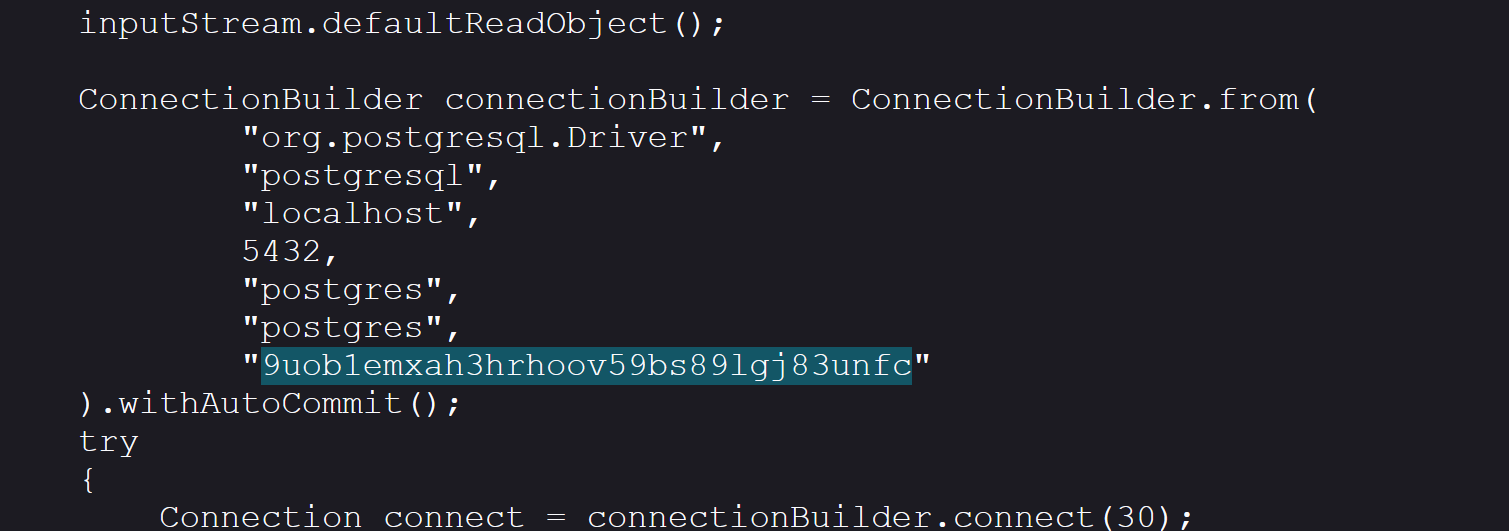 inputStream.defaultReadObject();
ConnectionBuilder connectionBuilder = ConnectionBuilder.from(
"org.postgresql.Driver",
"postgresql",
"localhost",
5432,
"postgres",
"postgres",
"9uob1emxah3hrhoov59bs89lgj83unfc"
).withAutoCommit();
try
{
Connection connect = connectionBuilder.connect(30);